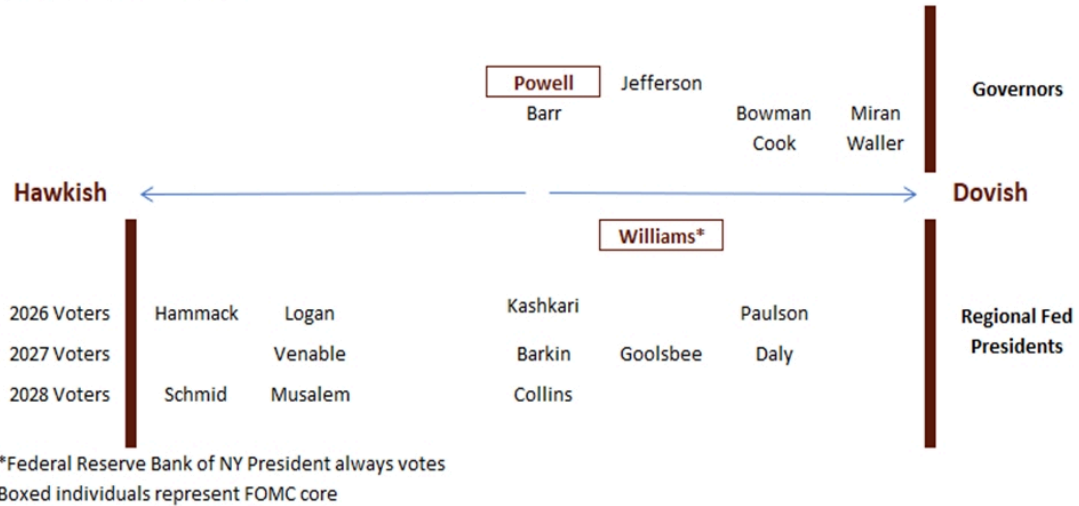 Powell Jefferson Governors
Barr Bowman Miran
Cook Waller
Hawkish Dovish
Williams*
2026 Voters Hammack Logan Kashkari Paulson Regional Fed
2027 Voters Venable Barkin Goolsbee Daly Presidents
2028 Voters Schmid Musalem Collins
*Federal Reserve Bank of NY President always votes
Boxed individuals represent FOMC core